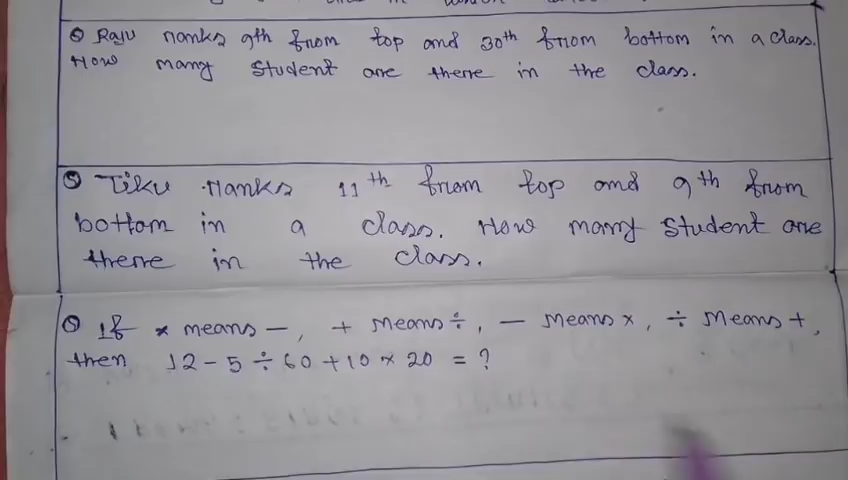 Raju ranks 9th from top and 30th from bottom in a class.
How many student are there in the class.
Tiku ranks 11th from top and 9th from
bottom in a class. How many student are
there in the class.
If × means −, + means ÷, − means ×, ÷ means +,
then 12 − 5 ÷ 60 + 10 × 20 = ?